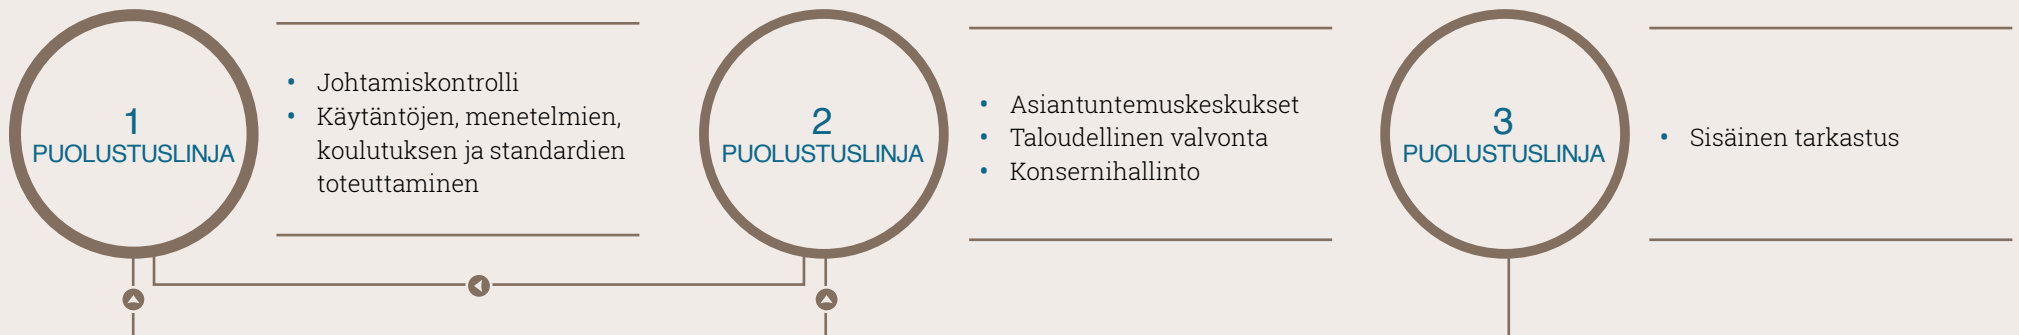 1
PUOLUSTUSLINJA
• Johtamiskontrolli
• Käytäntöjen, menetelmien,
koulutuksen ja standardien
toteuttaminen
2
PUOLUSTUSLINJA
• Asiantuntemuskeskukset
• Taloudellinen valvonta
• Konsernihallinto
3
PUOLUSTUSLINJA
• Sisäinen tarkastus